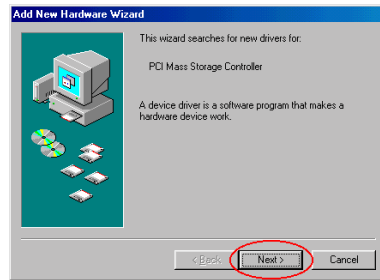 Add New Hardware Wizard
This wizard searches for new drivers for:
PCI Mass Storage Controller
A device driver is a software program that makes a
hardware device work.
< Back
Next >
Cancel